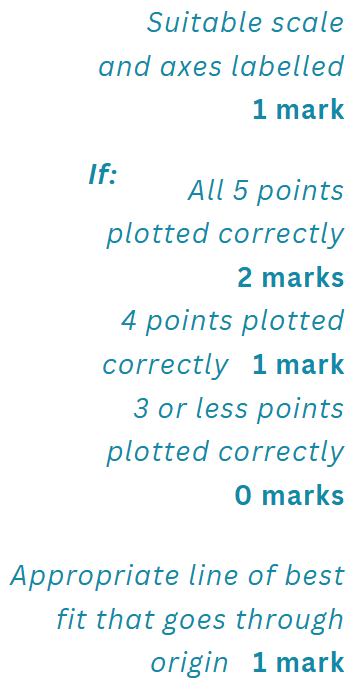 Suitable scale
and axes labelled
1 mark
If:
All 5 points
plotted correctly
2 marks
4 points plotted
correctly 1 mark
3 or less points
plotted correctly
0 marks
Appropriate line of best
fit that goes through
origin 1 mark